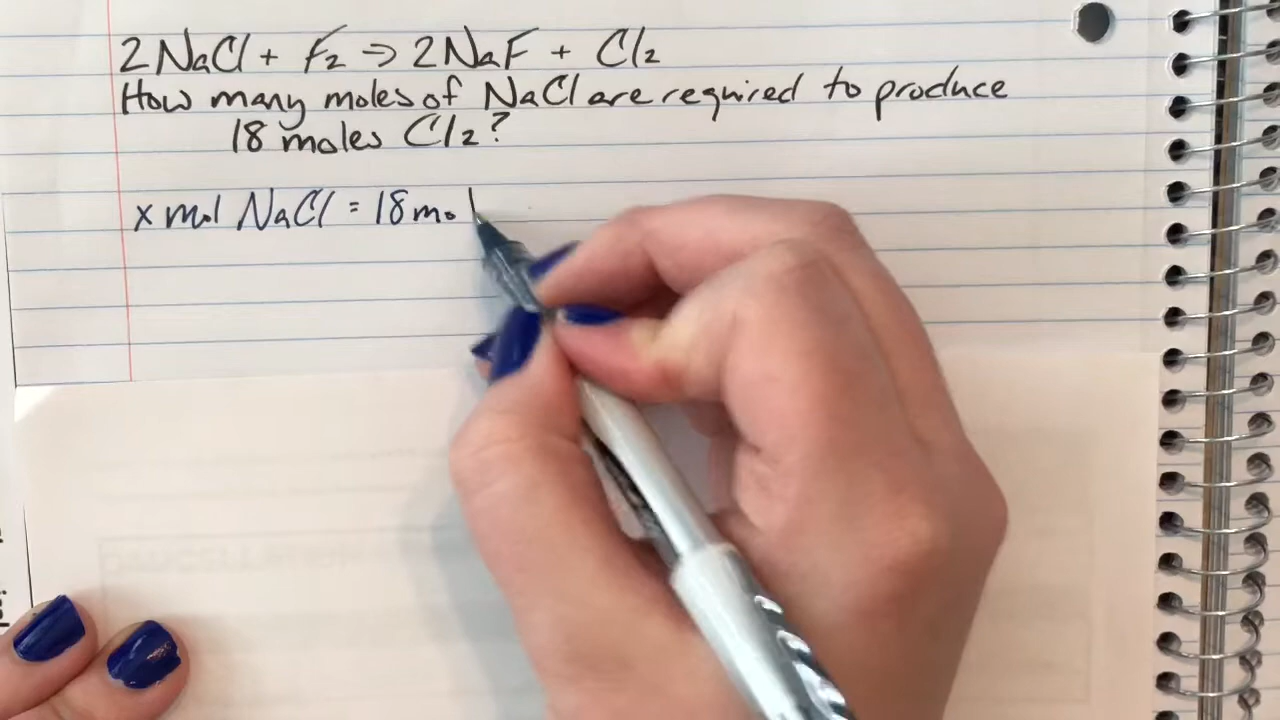 2NaCl + F2 → 2NaF + Cl2
How many moles of NaCl are required to produce
18 moles Cl2?
x mol NaCl = 18 mol